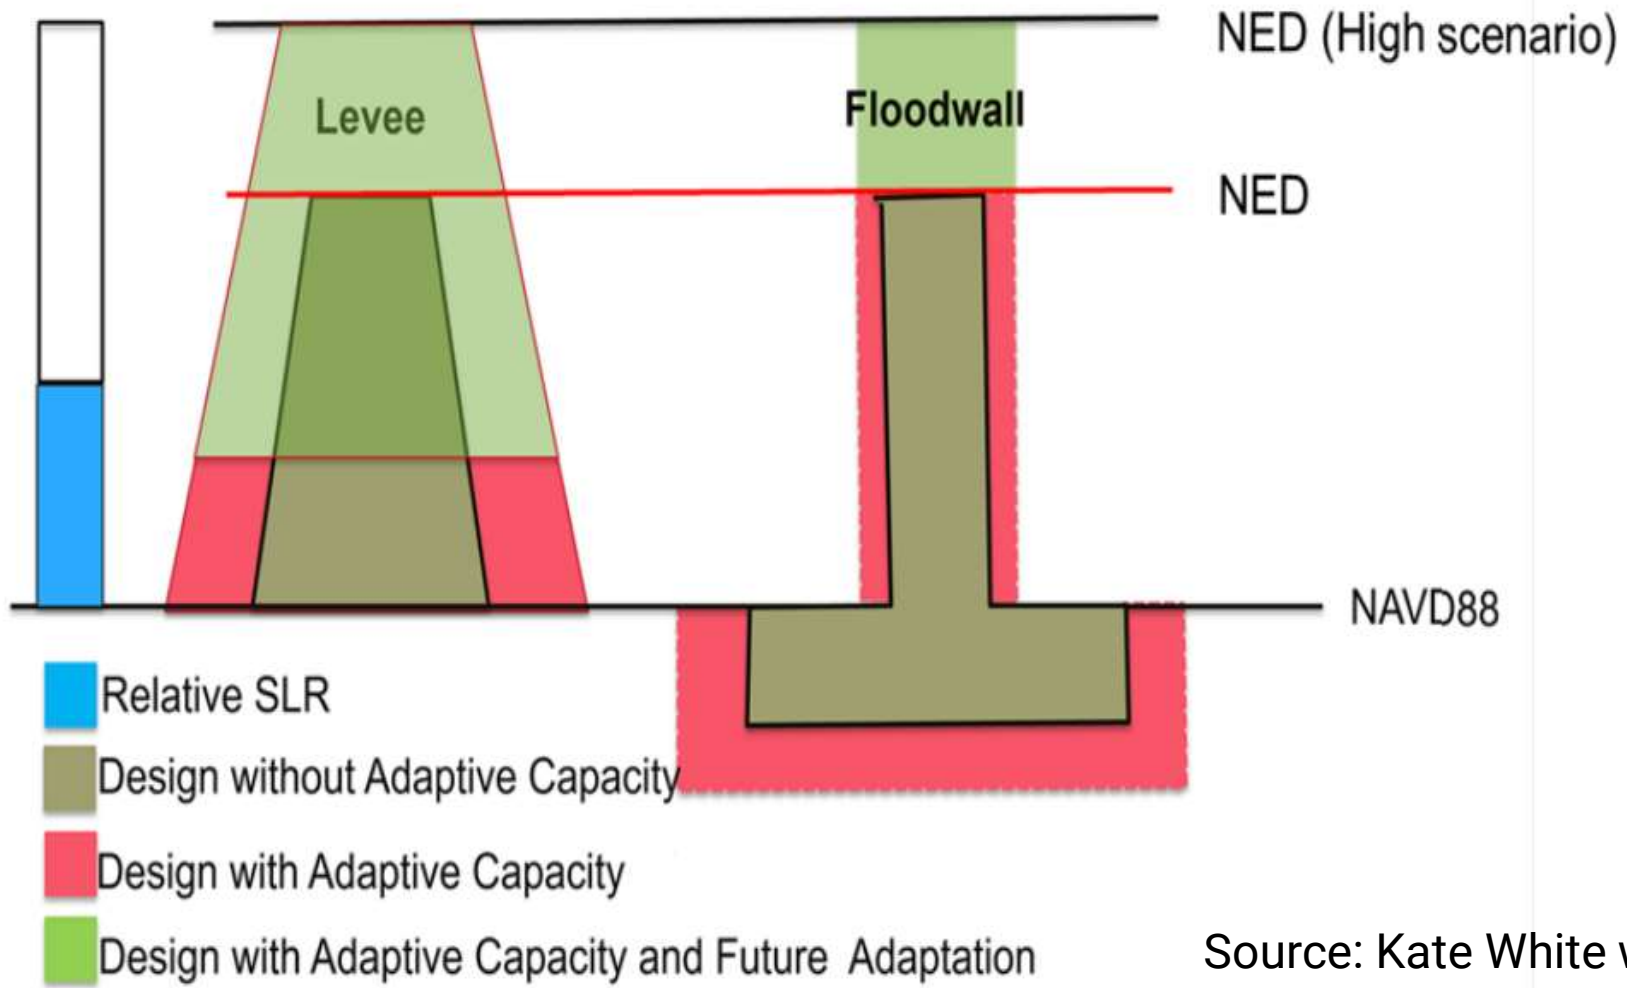 NED (High scenario)
Levee
Floodwall
NED
NAVD88
Relative SLR
Design without Adaptive Capacity
Design with Adaptive Capacity
Design with Adaptive Capacity and Future Adaptation
Source: Kate White